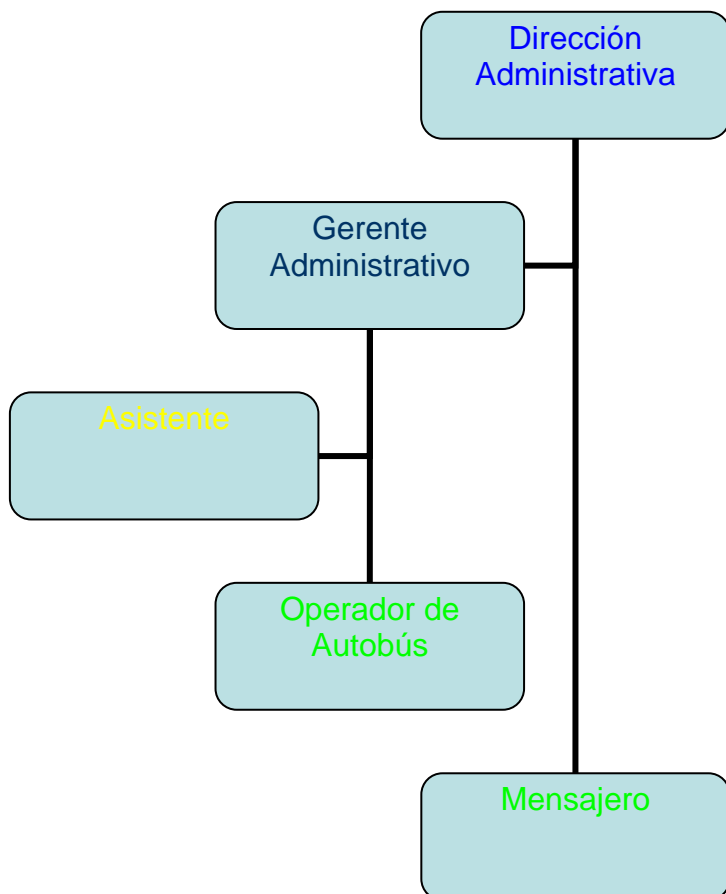 Dirección
Administrativa
Gerente
Administrativo
Asistente
Operador de
Autobús
Mensajero